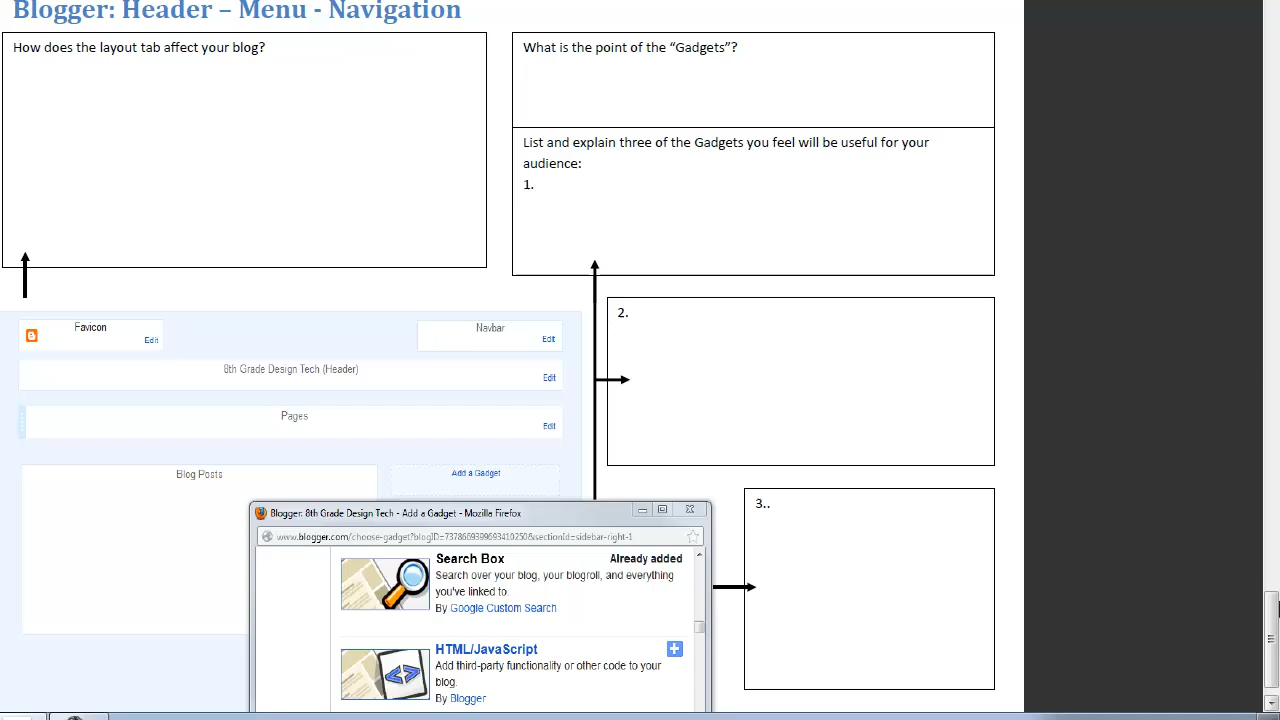 Blogger: Header – Menu - Navigation
How does the layout tab affect your blog?
What is the point of the “Gadgets”?
List and explain three of the Gadgets you feel will be useful for your
audience:
1.
2.
3..
Favicon
Edit
Navbar
Edit
8th Grade Design Tech (Header)
Edit
Pages
Edit
Blog Posts
Add a Gadget
Blogger: 8th Grade Design Tech - Add a Gadget - Mozilla Firefox
www.blogger.com/choose-gadget?blogID=7378669399693410250&sectionId=sidebar-right-1
Search Box
Already added
Search over your blog, your blogroll, and everything
you've linked to.
By Google Custom Search
HTML/JavaScript
Add third-party functionality or other code to your
blog.
By Blogger